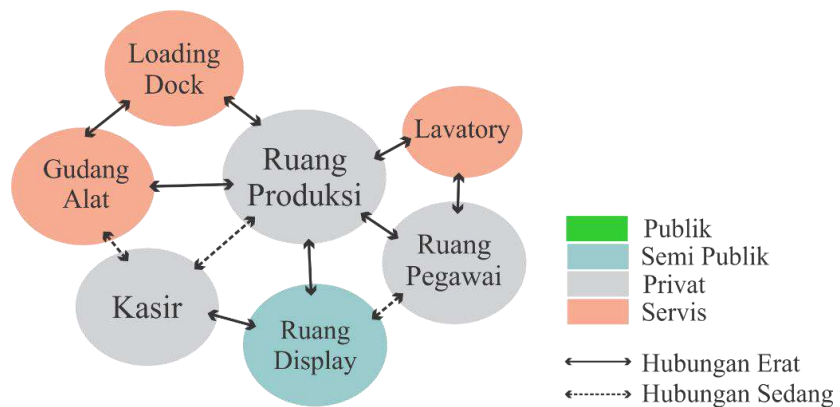 Loading
Dock
Lavatory
Ruang
Produksi
Gudang
Alat
Ruang
Pegawai
Kasir
Ruang
Display
Publik
Semi Publik
Privat
Servis
Hubungan Erat
Hubungan Sedang